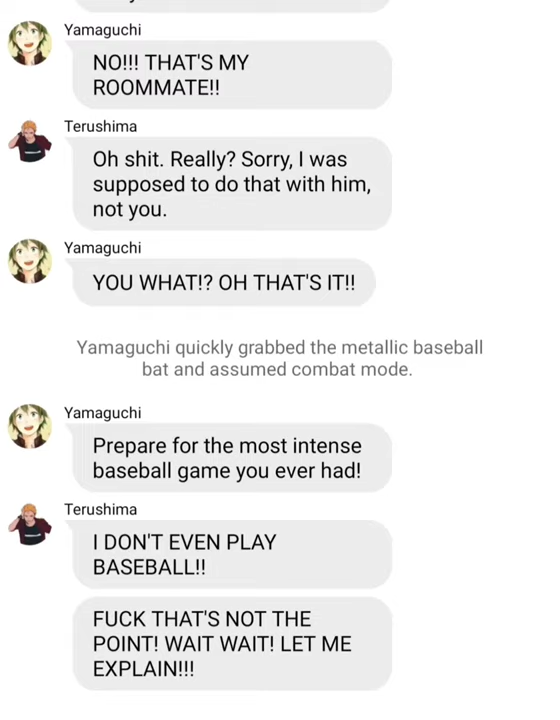 Yamaguchi
NO!!! THAT'S MY
ROOMMATE!!
Terushima
Oh shit. Really? Sorry, I was
supposed to do that with him,
not you.
Yamaguchi
YOU WHAT!? OH THAT'S IT!!
Yamaguchi quickly grabbed the metallic baseball
bat and assumed combat mode.
Yamaguchi
Prepare for the most intense
baseball game you ever had!
Terushima
I DON'T EVEN PLAY
BASEBALL!!
FUCK THAT'S NOT THE
POINT! WAIT WAIT! LET ME
EXPLAIN!!!